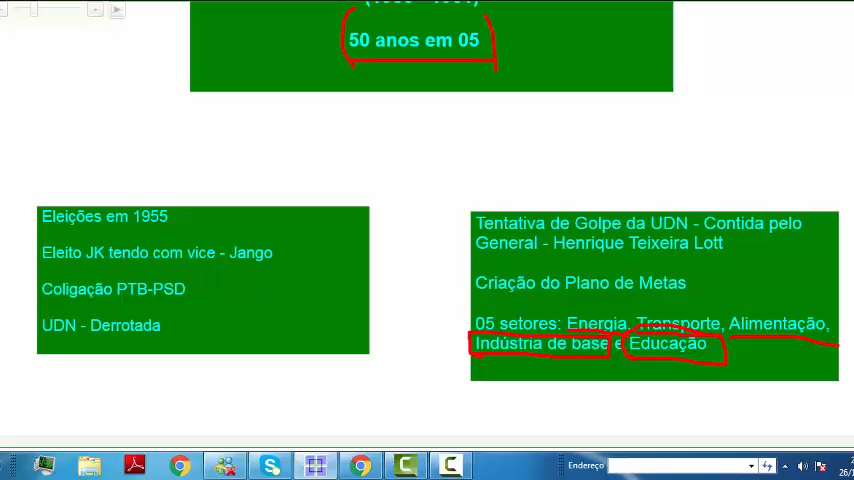 50 anos em 05
Eleições em 1955
Eleito JK tendo com vice - Jango
Coligação PTB-PSD
UDN - Derrotada
Tentativa de Golpe da UDN - Contida pelo
General - Henrique Teixeira Lott
Criação do Plano de Metas
05 setores: Energia. Transporte, Alimentação,
Indústria de base e Educação
Endereço